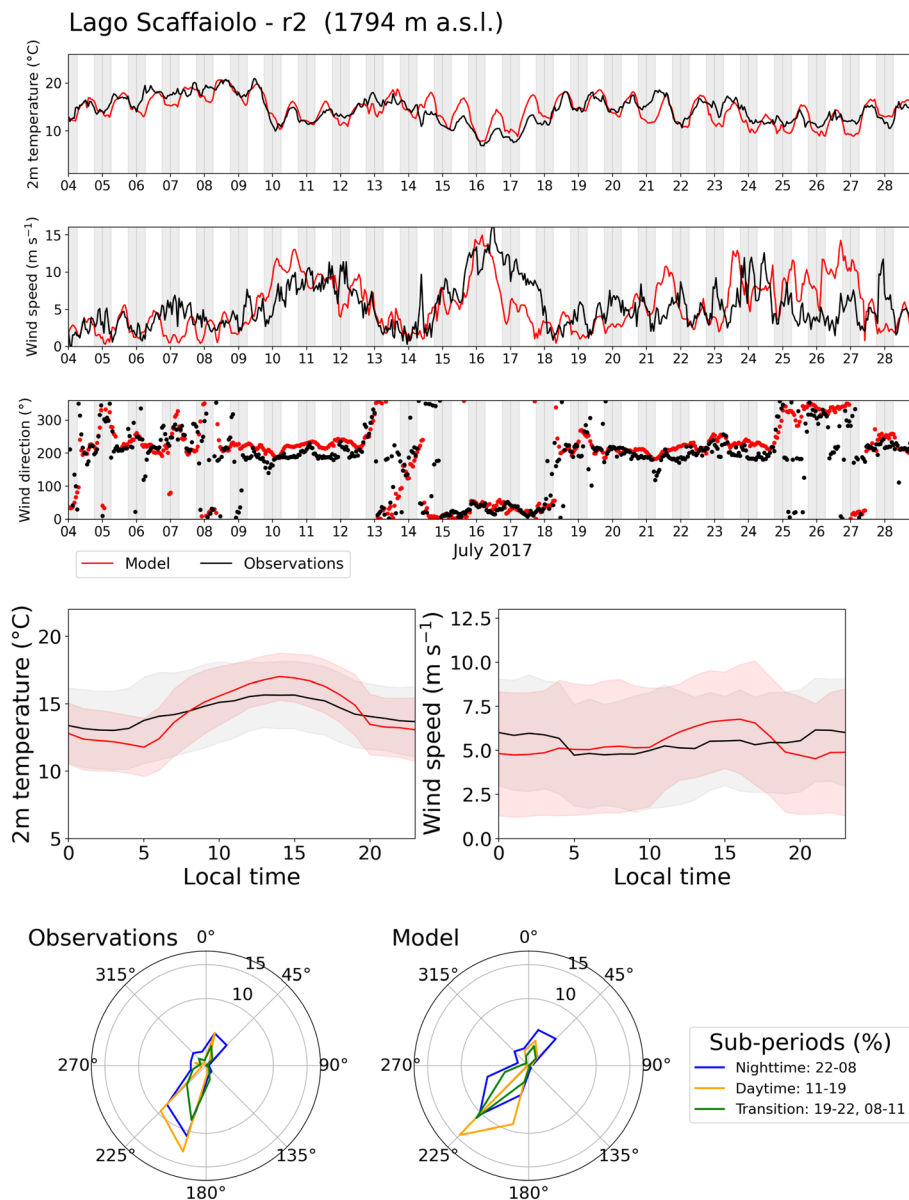 Lago Scaffaiolo - r2 (1794 m a.s.l.)
2m temperature (°C)
20
10
04 05 06 07 08 09 10 11 12 13 14 15 16 17 18 19 20 21 22 23 24 25 26 27 28
Wind speed (m s⁻¹)
15
10
5
0
04 05 06 07 08 09 10 11 12 13 14 15 16 17 18 19 20 21 22 23 24 25 26 27 28
Wind direction (°)
300
200
100
0
04 05 06 07 08 09 10 11 12 13 14 15 16 17 18 19 20 21 22 23 24 25 26 27 28
July 2017
Model Observations
2m temperature (°C)
20
15
10
5
0 5 10 15 20
Local time
Wind speed (m s⁻¹)
12.5
10.0
7.5
5.0
2.5
0.0
0 5 10 15 20
Local time
Observations
0°
45°
90°
135°
180°
225°
270°
315°
15
10
Model
0°
45°
90°
135°
180°
225°
270°
315°
15
10
Sub-periods (%)
Nighttime: 22-08
Daytime: 11-19
Transition: 19-22, 08-11